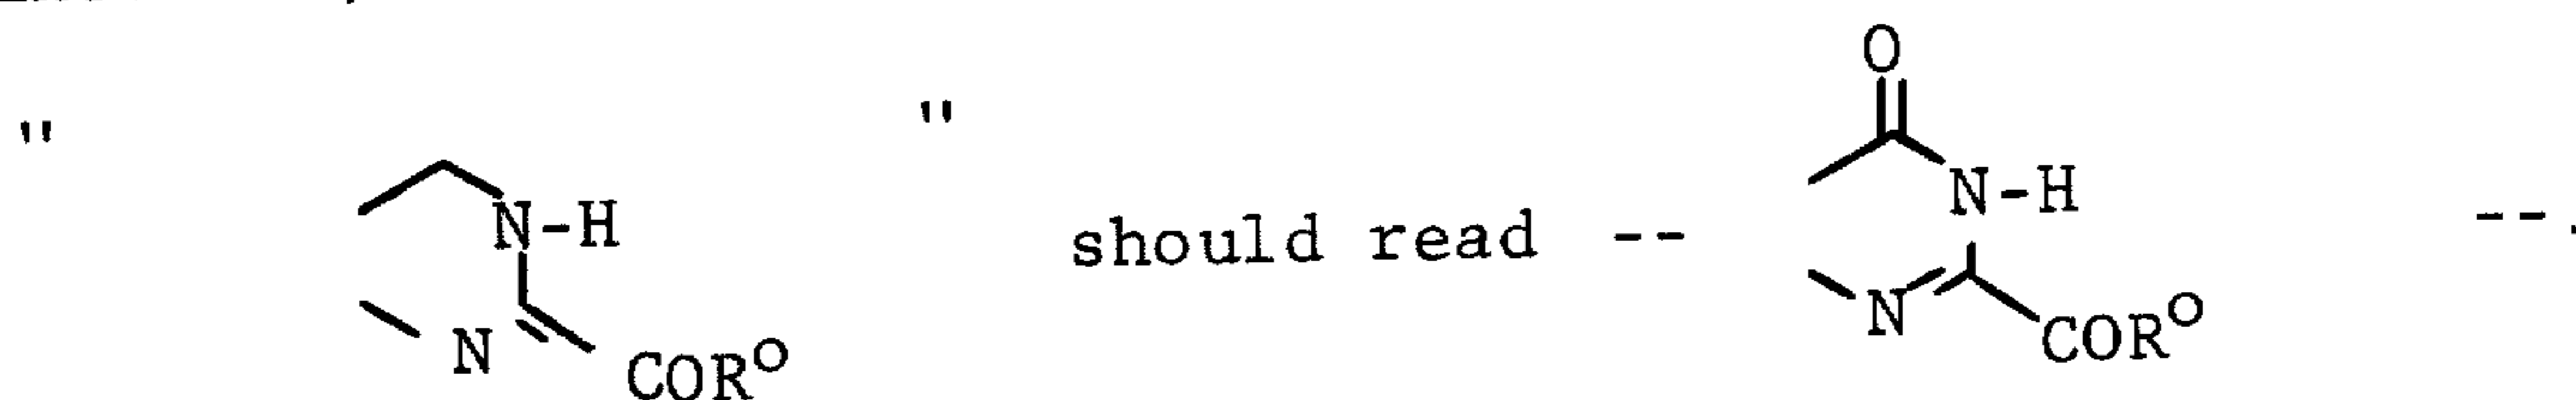 " N-H N COR° " should read -- O N-H N COR° --.